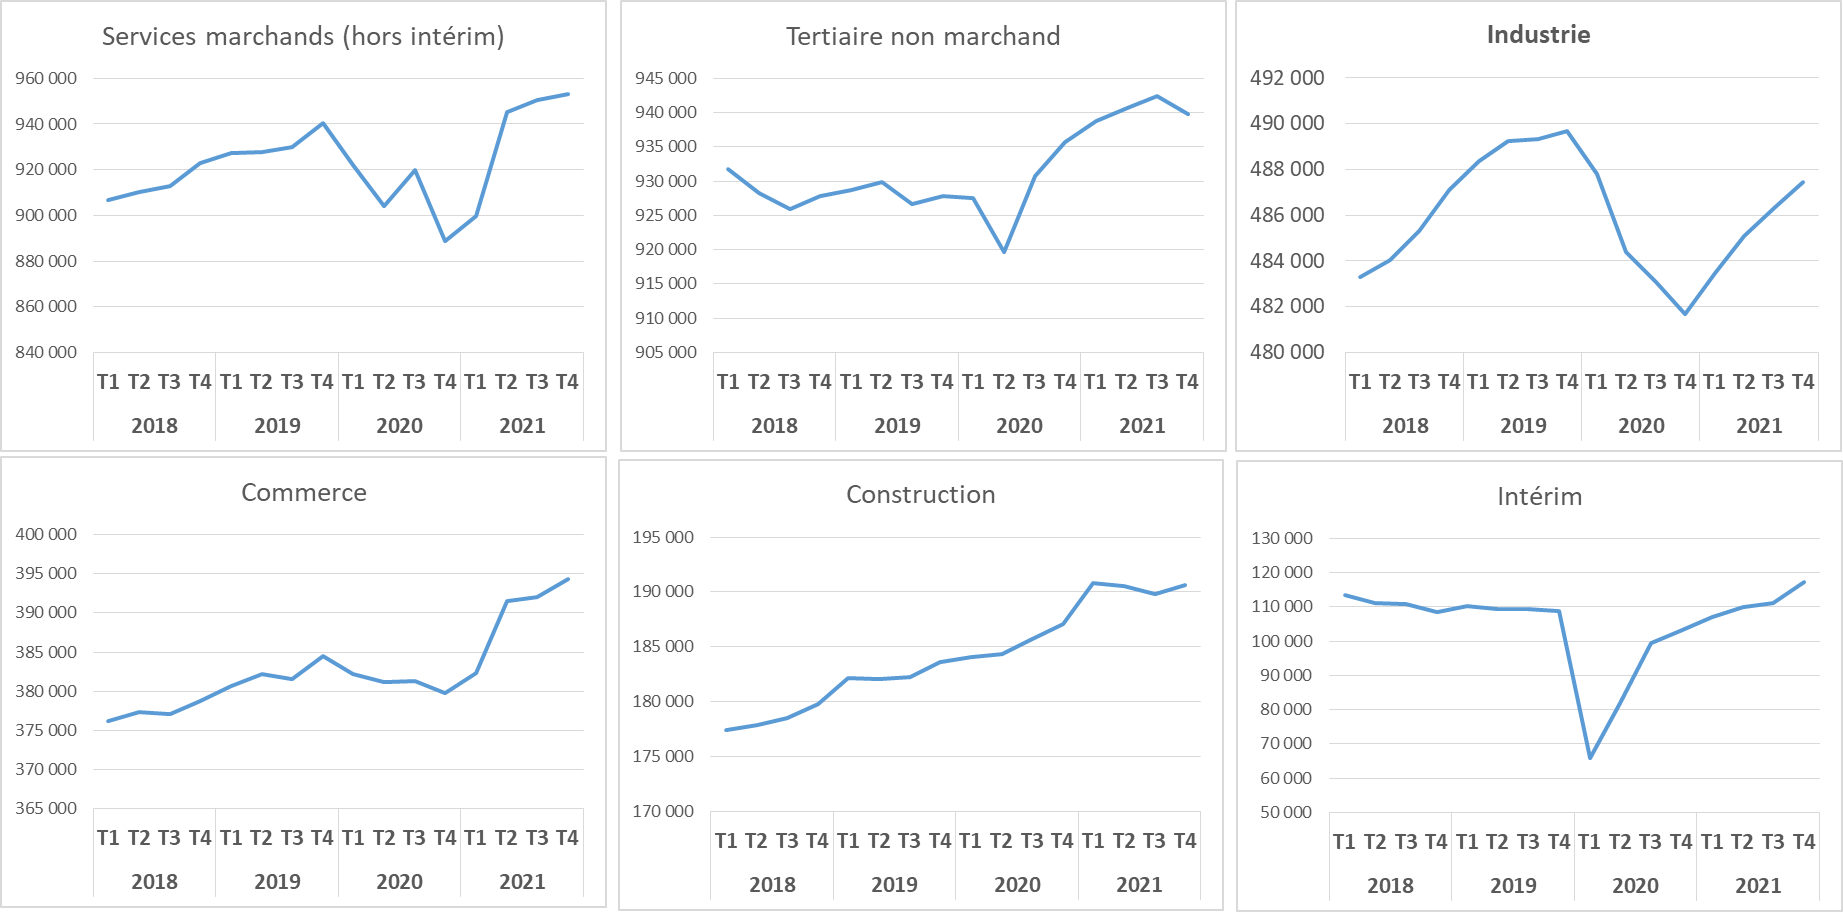 Services marchands (hors intérim)
960 000
940 000
920 000
900 000
880 000
860 000
840 000
T1 T2 T3 T4 T1 T2 T3 T4 T1 T2 T3 T4 T1 T2 T3 T4
2018 2019 2020 2021
Tertiaire non marchand
945 000
940 000
935 000
930 000
925 000
920 000
915 000
910 000
905 000
T1 T2 T3 T4 T1 T2 T3 T4 T1 T2 T3 T4 T1 T2 T3 T4
2018 2019 2020 2021
Industrie
492 000
490 000
488 000
486 000
484 000
482 000
480 000
T1 T2 T3 T4 T1 T2 T3 T4 T1 T2 T3 T4 T1 T2 T3 T4
2018 2019 2020 2021
Commerce
400 000
395 000
390 000
385 000
380 000
375 000
370 000
365 000
T1 T2 T3 T4 T1 T2 T3 T4 T1 T2 T3 T4 T1 T2 T3 T4
2018 2019 2020 2021
Construction
195 000
190 000
185 000
180 000
175 000
170 000
T1 T2 T3 T4 T1 T2 T3 T4 T1 T2 T3 T4 T1 T2 T3 T4
2018 2019 2020 2021
Intérim
130 000
120 000
110 000
100 000
90 000
80 000
70 000
60 000
50 000
T1 T2 T3 T4 T1 T2 T3 T4 T1 T2 T3 T4 T1 T2 T3 T4
2018 2019 2020 2021